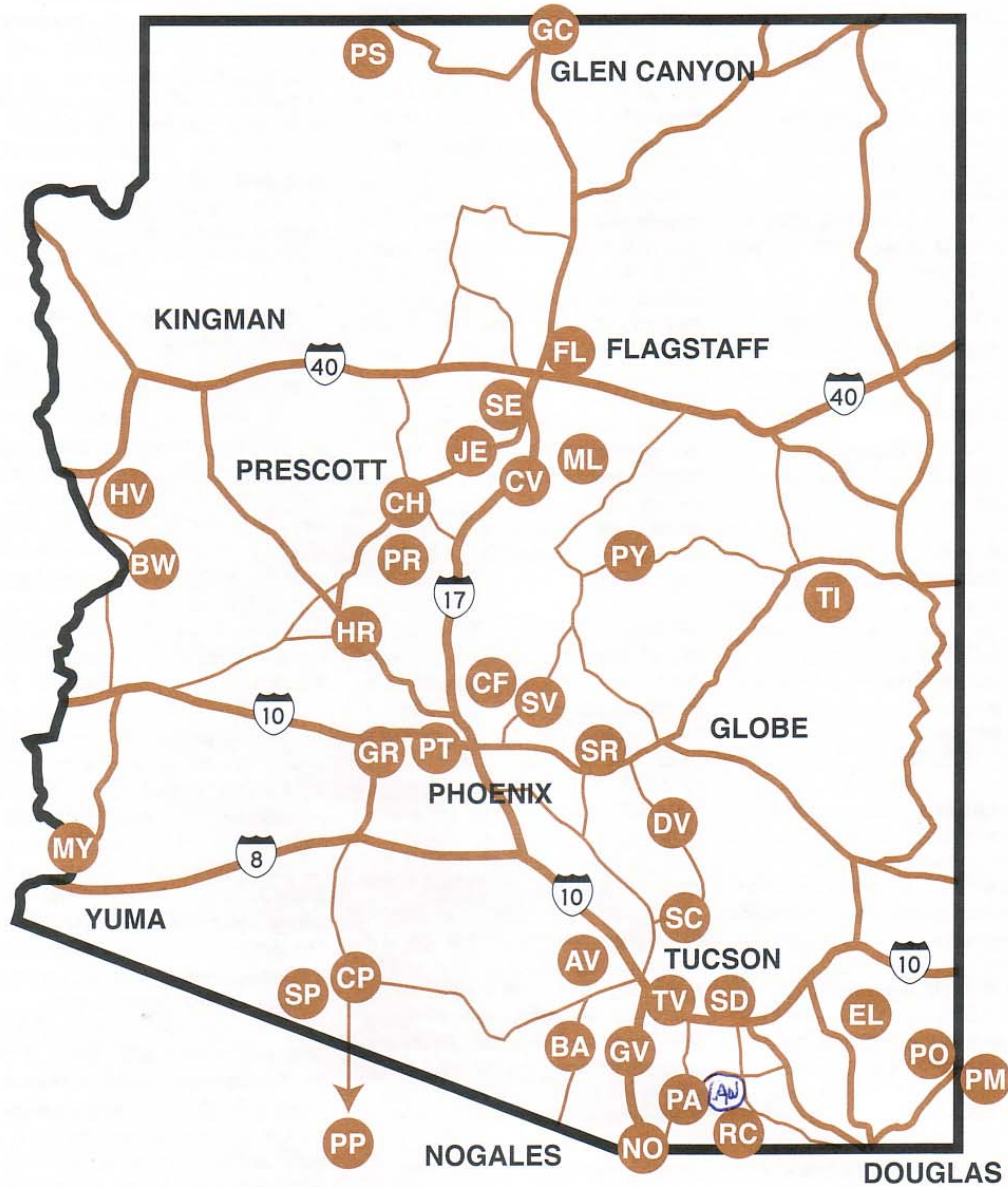 GC
PS
GLEN CANYON
KINGMAN
FL
FLAGSTAFF
40
40
SE
JE
ML
PRESCOTT
CV
HV
CH
BW
PR
PY
17
TI
HR
CF
SV
10
GLOBE
GR
PT
SR
PHOENIX
DV
MY
8
10
YUMA
SC
AV
TUCSON
10
SP
CP
TV
SD
EL
BA
GV
PO
PM
PA
LAN
RC
PP
NOGALES
NO
DOUGLAS